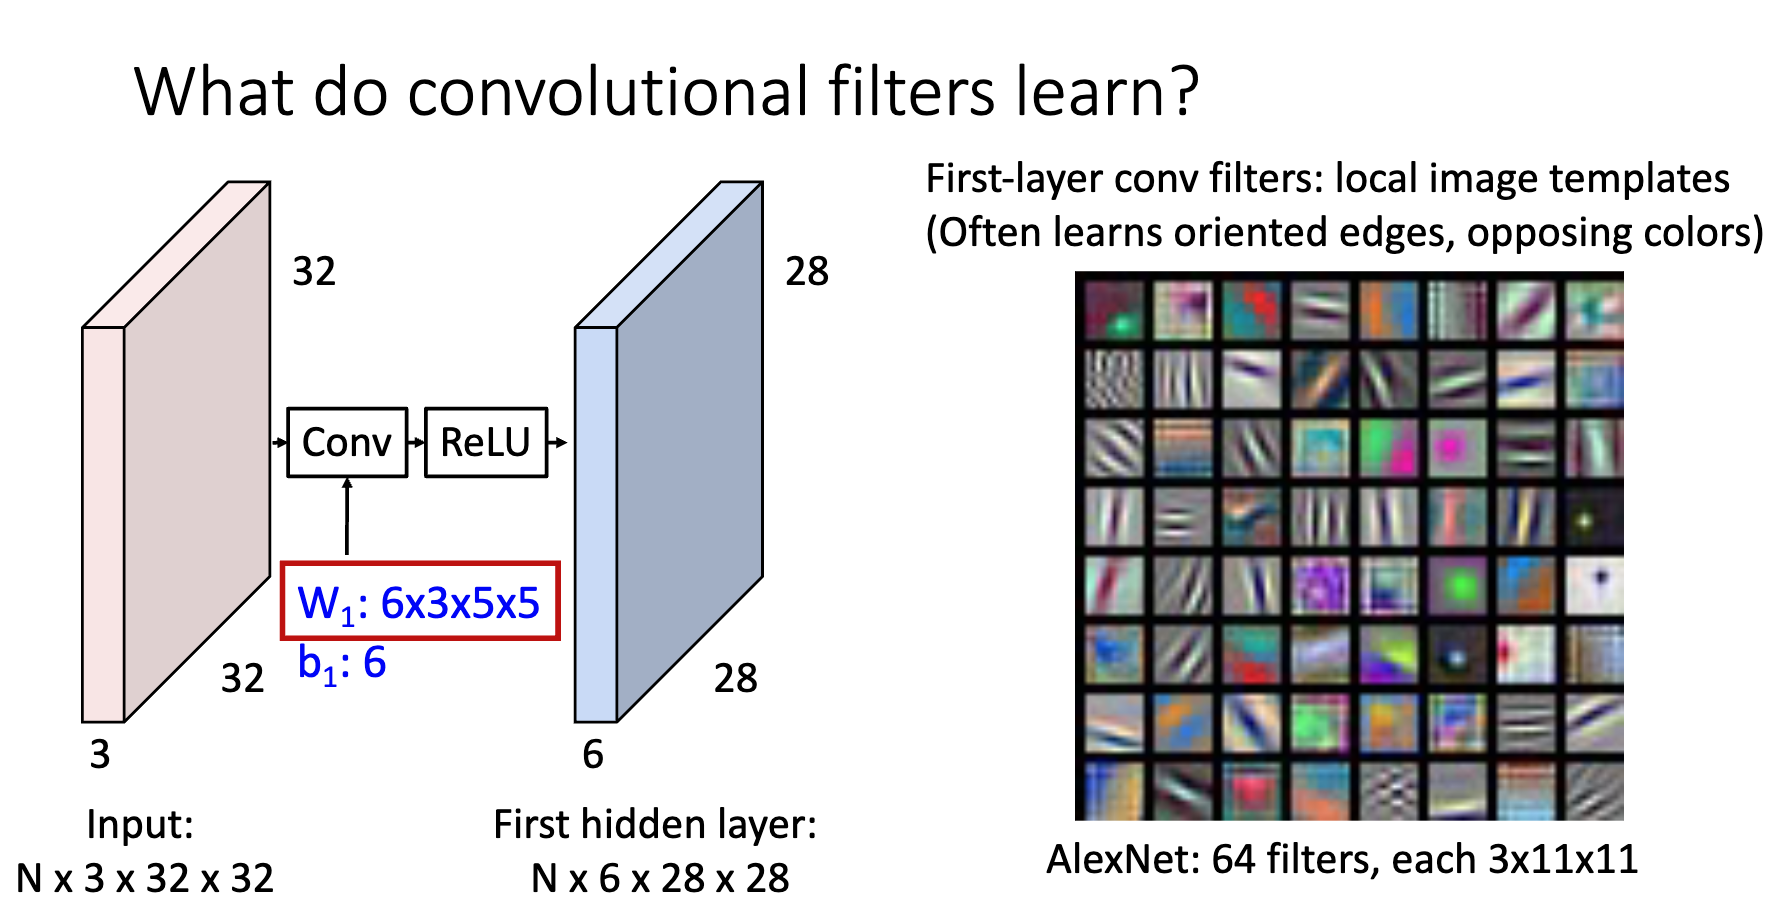 What do convolutional filters learn?
First-layer conv filters: local image templates
(Often learns oriented edges, opposing colors)
32
28
Conv
ReLU
W₁: 6x3x5x5
b₁: 6
32
28
3
6
Input:
N x 3 x 32 x 32
First hidden layer:
N x 6 x 28 x 28
AlexNet: 64 filters, each 3x11x11